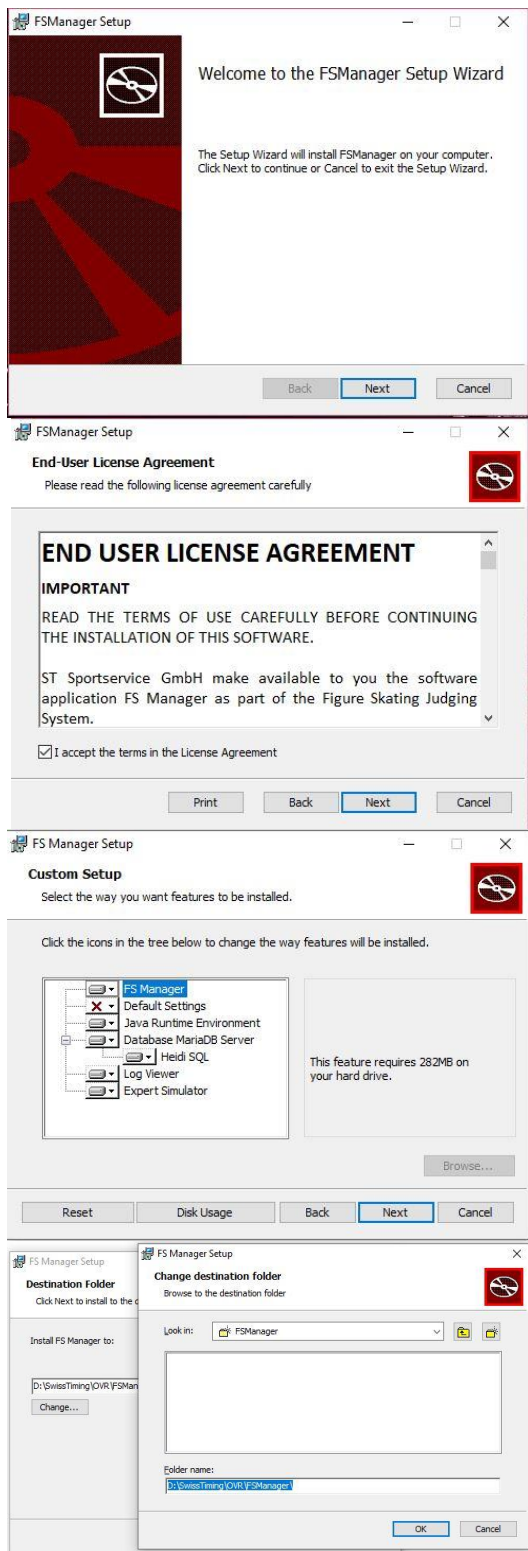 FSManager Setup
Welcome to the FSManager Setup Wizard
The Setup Wizard will install FSManager on your computer.
Click Next to continue or Cancel to exit the Setup Wizard.
Back Next Cancel
FSManager Setup
End-User License Agreement
Please read the following license agreement carefully
END USER LICENSE AGREEMENT
IMPORTANT
READ THE TERMS OF USE CAREFULLY BEFORE CONTINUING
THE INSTALLATION OF THIS SOFTWARE.
ST Sportservice GmbH make available to you the software
application FS Manager as part of the Figure Skating Judging
System.
I accept the terms in the License Agreement
Print Back Next Cancel
FS Manager Setup
Custom Setup
Select the way you want features to be installed.
Click the icons in the tree below to change the way features will be installed.
FS Manager
Default Settings
Java Runtime Environment
Database MariaDB Server
Heidi SQL
Log Viewer
Expert Simulator
This feature requires 282MB on
your hard drive.
Browse...
Reset Disk Usage Back Next Cancel
FS Manager Setup
Destination Folder
Click Next to install to the
Install FS Manager to:
D:\SwissTiming\OVR\FSMan
Change...
FS Manager Setup
Change destination folder
Browse to the destination folder
Look in: FSManager
Folder name:
D:\SwissTiming\OVR\FSManager\
OK Cancel